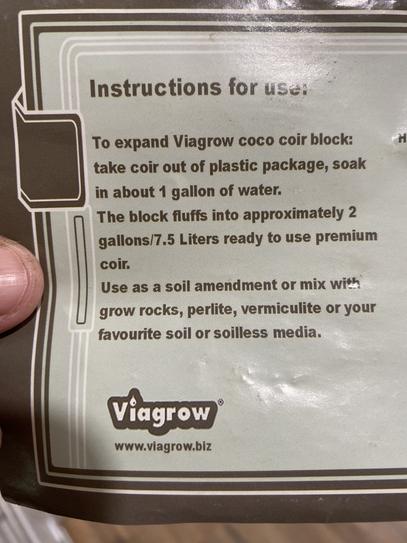 Instructions for use:
To expand Viagrow coco coir block:
take coir out of plastic package, soak
in about 1 gallon of water.
The block fluffs into approximately 2
gallons/7.5 Liters ready to use premium
coir.
Use as a soil amendment or mix with
grow rocks, perlite, vermiculite or your
favourite soil or soilless media.
Viagrow®
www.viagrow.biz
H